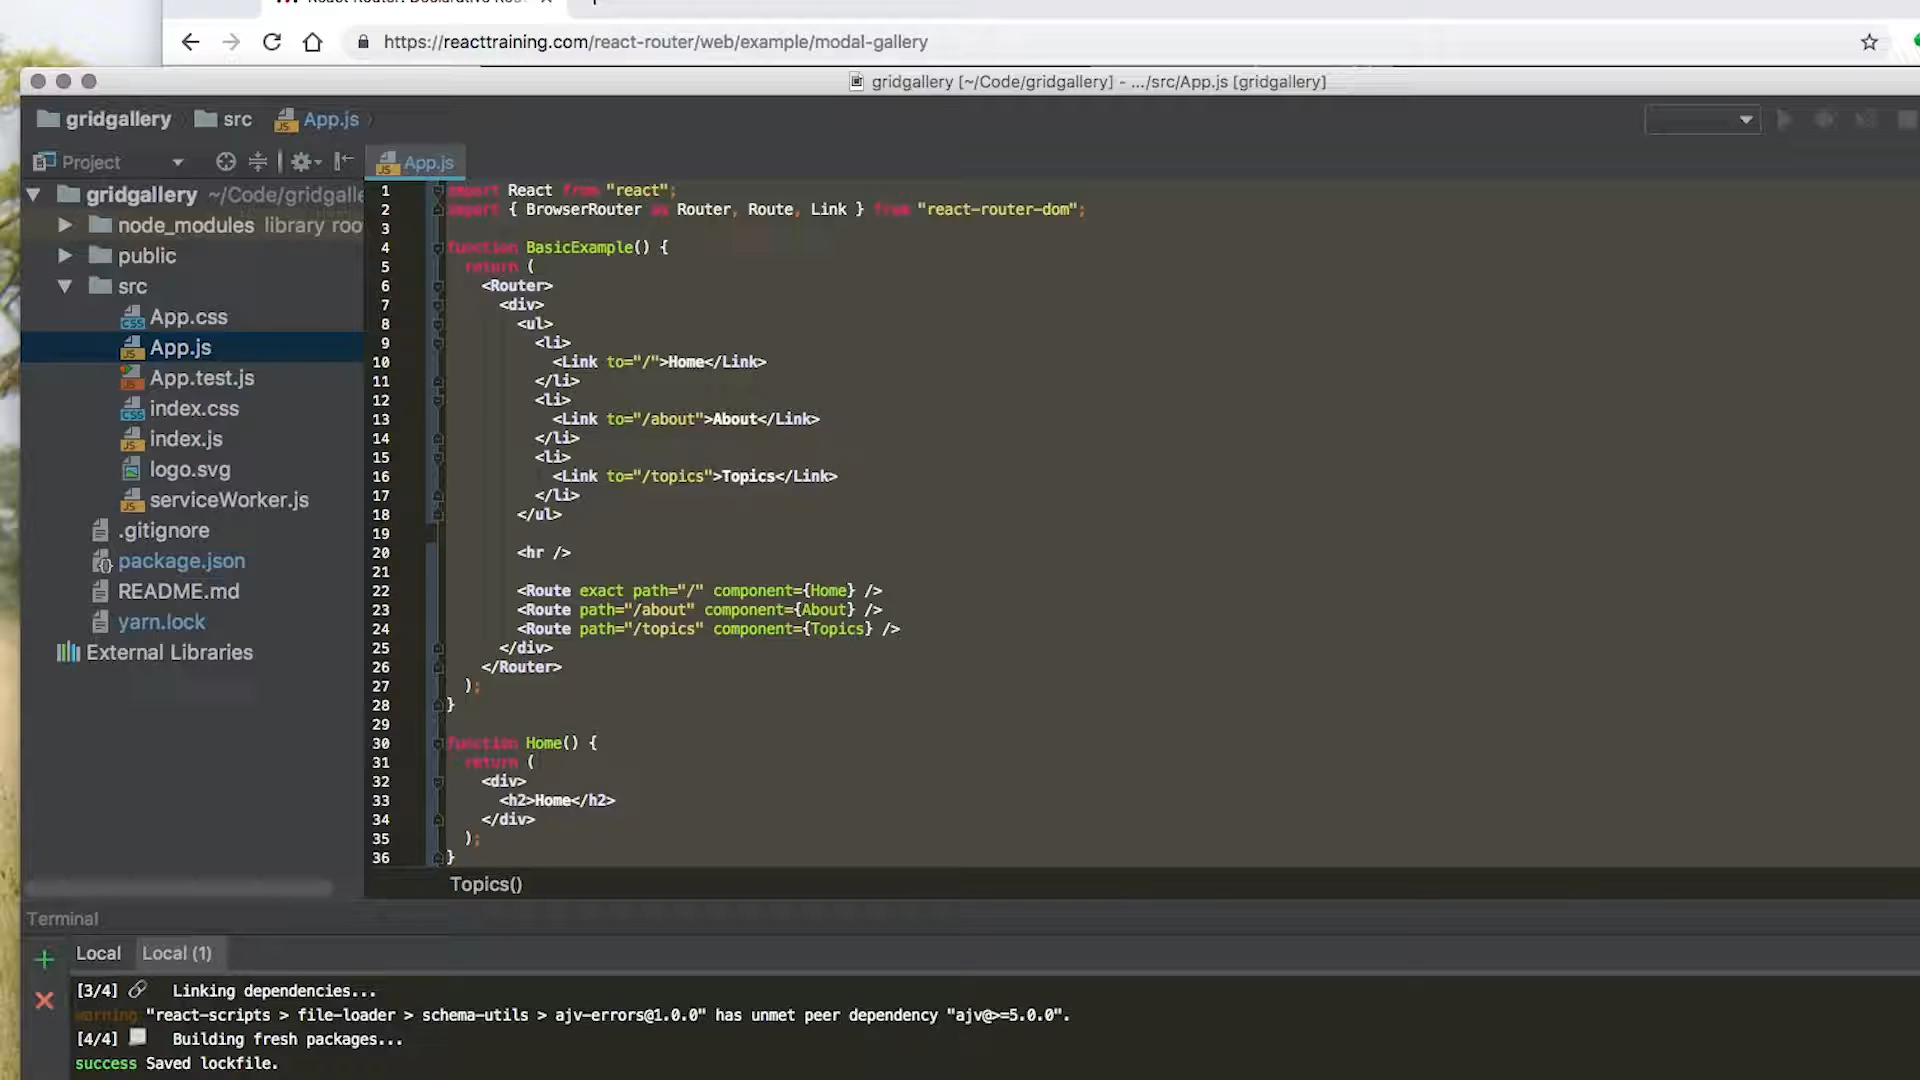 https://reacttraining.com/react-router/web/example/modal-gallery
gridgallery [~/Code/gridgallery] - .../src/App.js [gridgallery]
gridgallery src App.js
Project
App.js
gridgallery ~/Code/gridgalle
node_modules library roo
public
src
App.css
App.js
App.test.js
index.css
index.js
logo.svg
serviceWorker.js
.gitignore
package.json
README.md
yarn.lock
External Libraries
1 import React from "react";
2 import { BrowserRouter as Router, Route, Link } from "react-router-dom";
3
4 function BasicExample() {
5 return (
6 <Router>
7 <div>
8 <ul>
9 <li>
10 <Link to="/">Home</Link>
11 </li>
12 <li>
13 <Link to="/about">About</Link>
14 </li>
15 <li>
16 <Link to="/topics">Topics</Link>
17 </li>
18 </ul>
19
20 <hr />
21
22 <Route exact path="/" component={Home} />
23 <Route path="/about" component={About} />
24 <Route path="/topics" component={Topics} />
25 </div>
26 </Router>
27 );
28 }
29
30 function Home() {
31 return (
32 <div>
33 <h2>Home</h2>
34 </div>
35 );
36 }
Topics()
Terminal
Local Local (1)
[3/4] Linking dependencies...
warning "react-scripts > file-loader > schema-utils > ajv-errors@1.0.0" has unmet peer dependency "ajv@>=5.0.0".
[4/4] Building fresh packages...
success Saved lockfile.